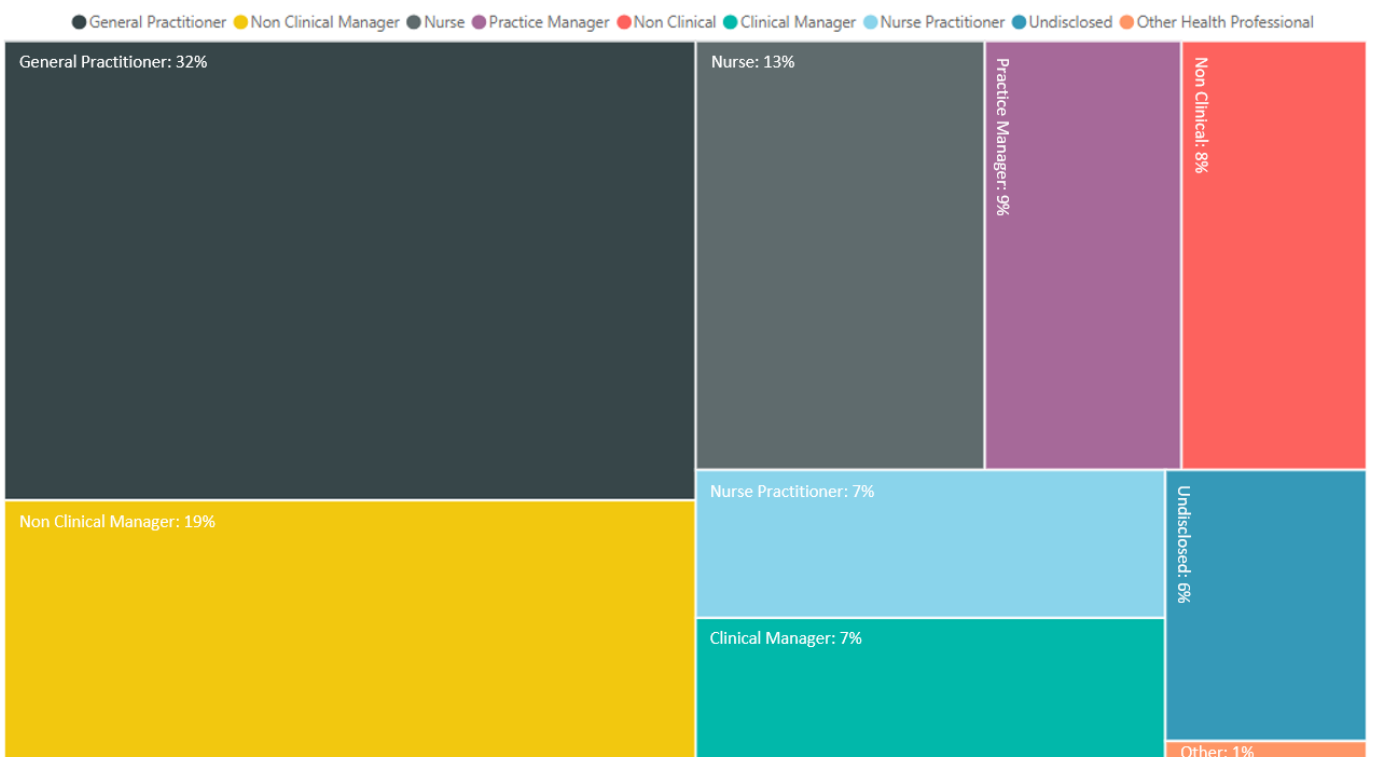 General Practitioner Non Clinical Manager Nurse Practice Manager Non Clinical Clinical Manager Nurse Practitioner Undisclosed Other Health Professional
General Practitioner: 32%
Nurse: 13%
Practice Manager: 9%
Non Clinical: 8%
Non Clinical Manager: 19%
Nurse Practitioner: 7%
Undisclosed: 6%
Clinical Manager: 7%
Other: 1%